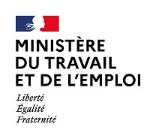 MINISTÈRE
DU TRAVAIL
ET DE L'EMPLOI
Liberté
Égalité
Fraternité